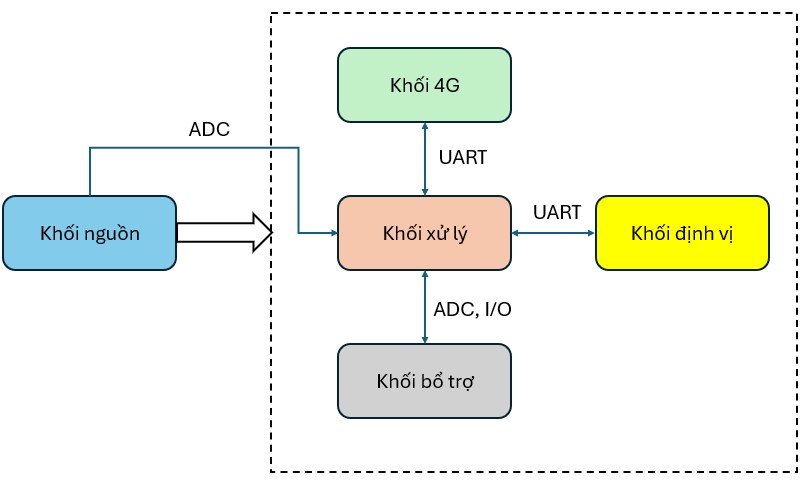 Khối 4G
ADC
UART
Khối nguồn
Khối xử lý
UART
Khối định vị
ADC, I/O
Khối bổ trợ